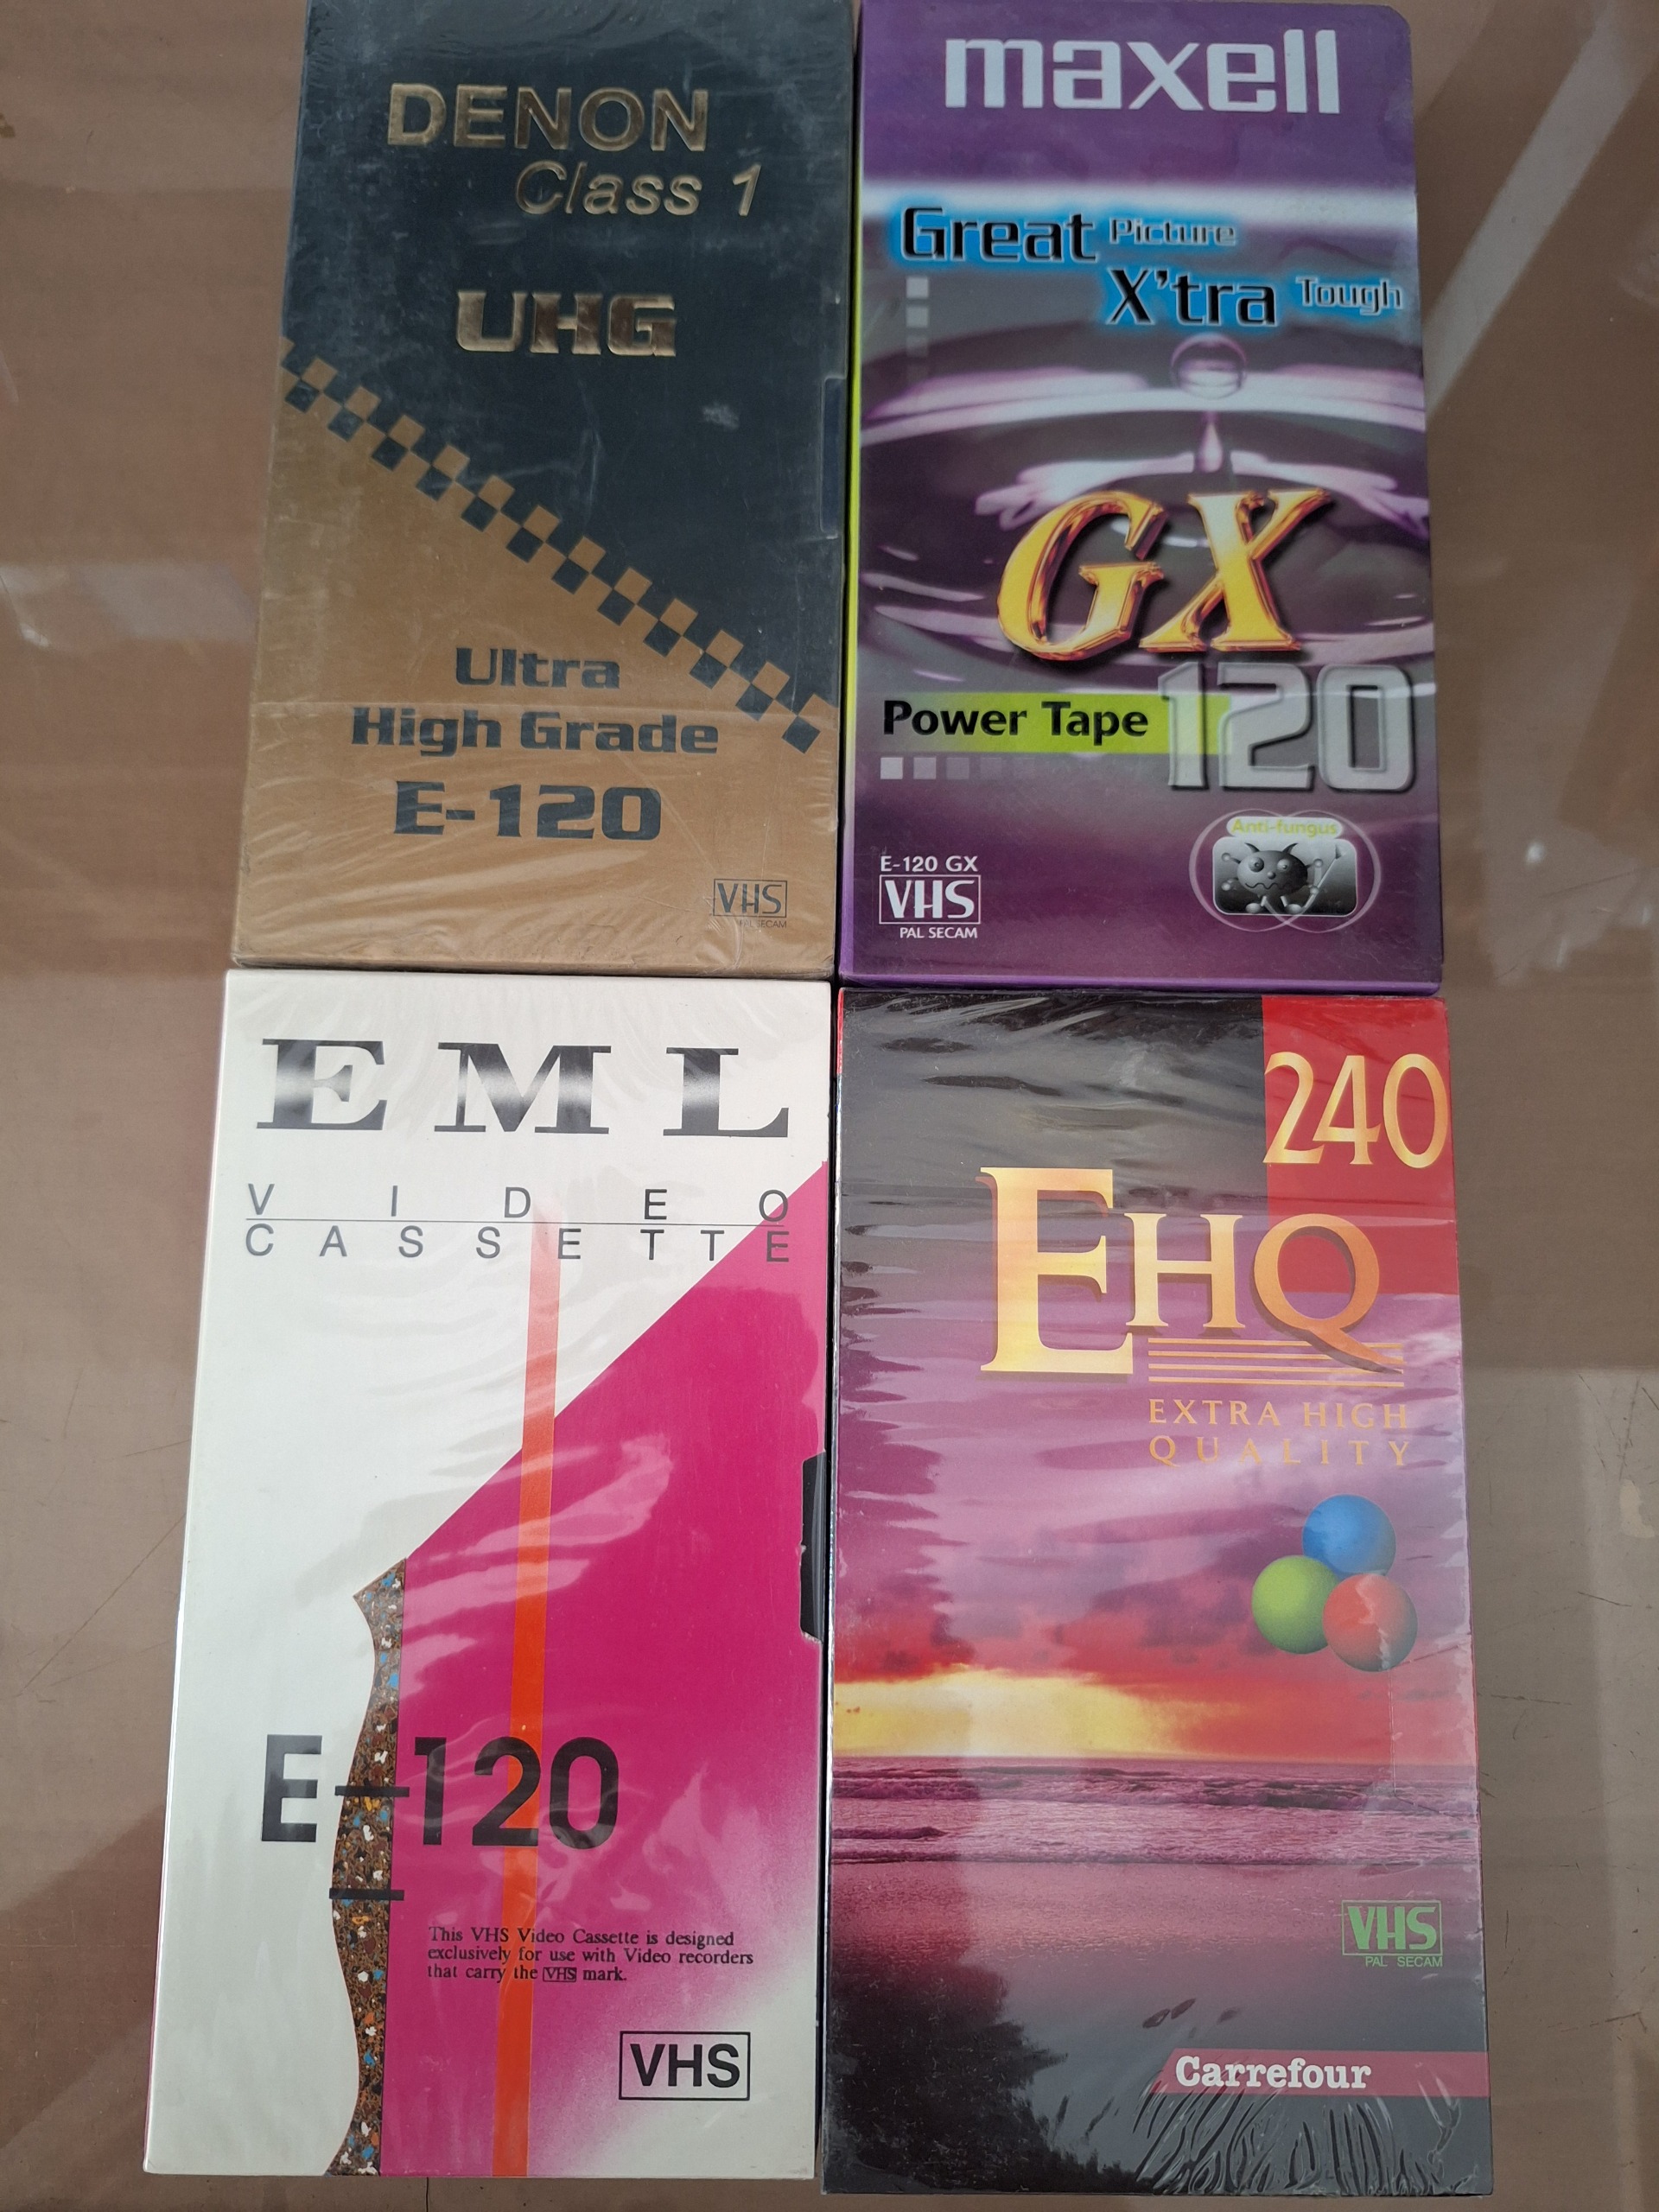 DENON
Class 1
UHG
Ultra
High Grade
E-120
VHS
PAL SECAM
maxell
Great Picture
X'tra Tough
GX
120
Power Tape
Anti-fungus
E-120 GX
VHS
PAL SECAM
EML
VIDEO
CASSETTE
E-120
This VHS Video Cassette is designed
exclusively for use with Video recorders
that carry the VHS mark.
VHS
240
EHQ
EXTRA HIGH
QUALITY
VHS
PAL SECAM
Carrefour